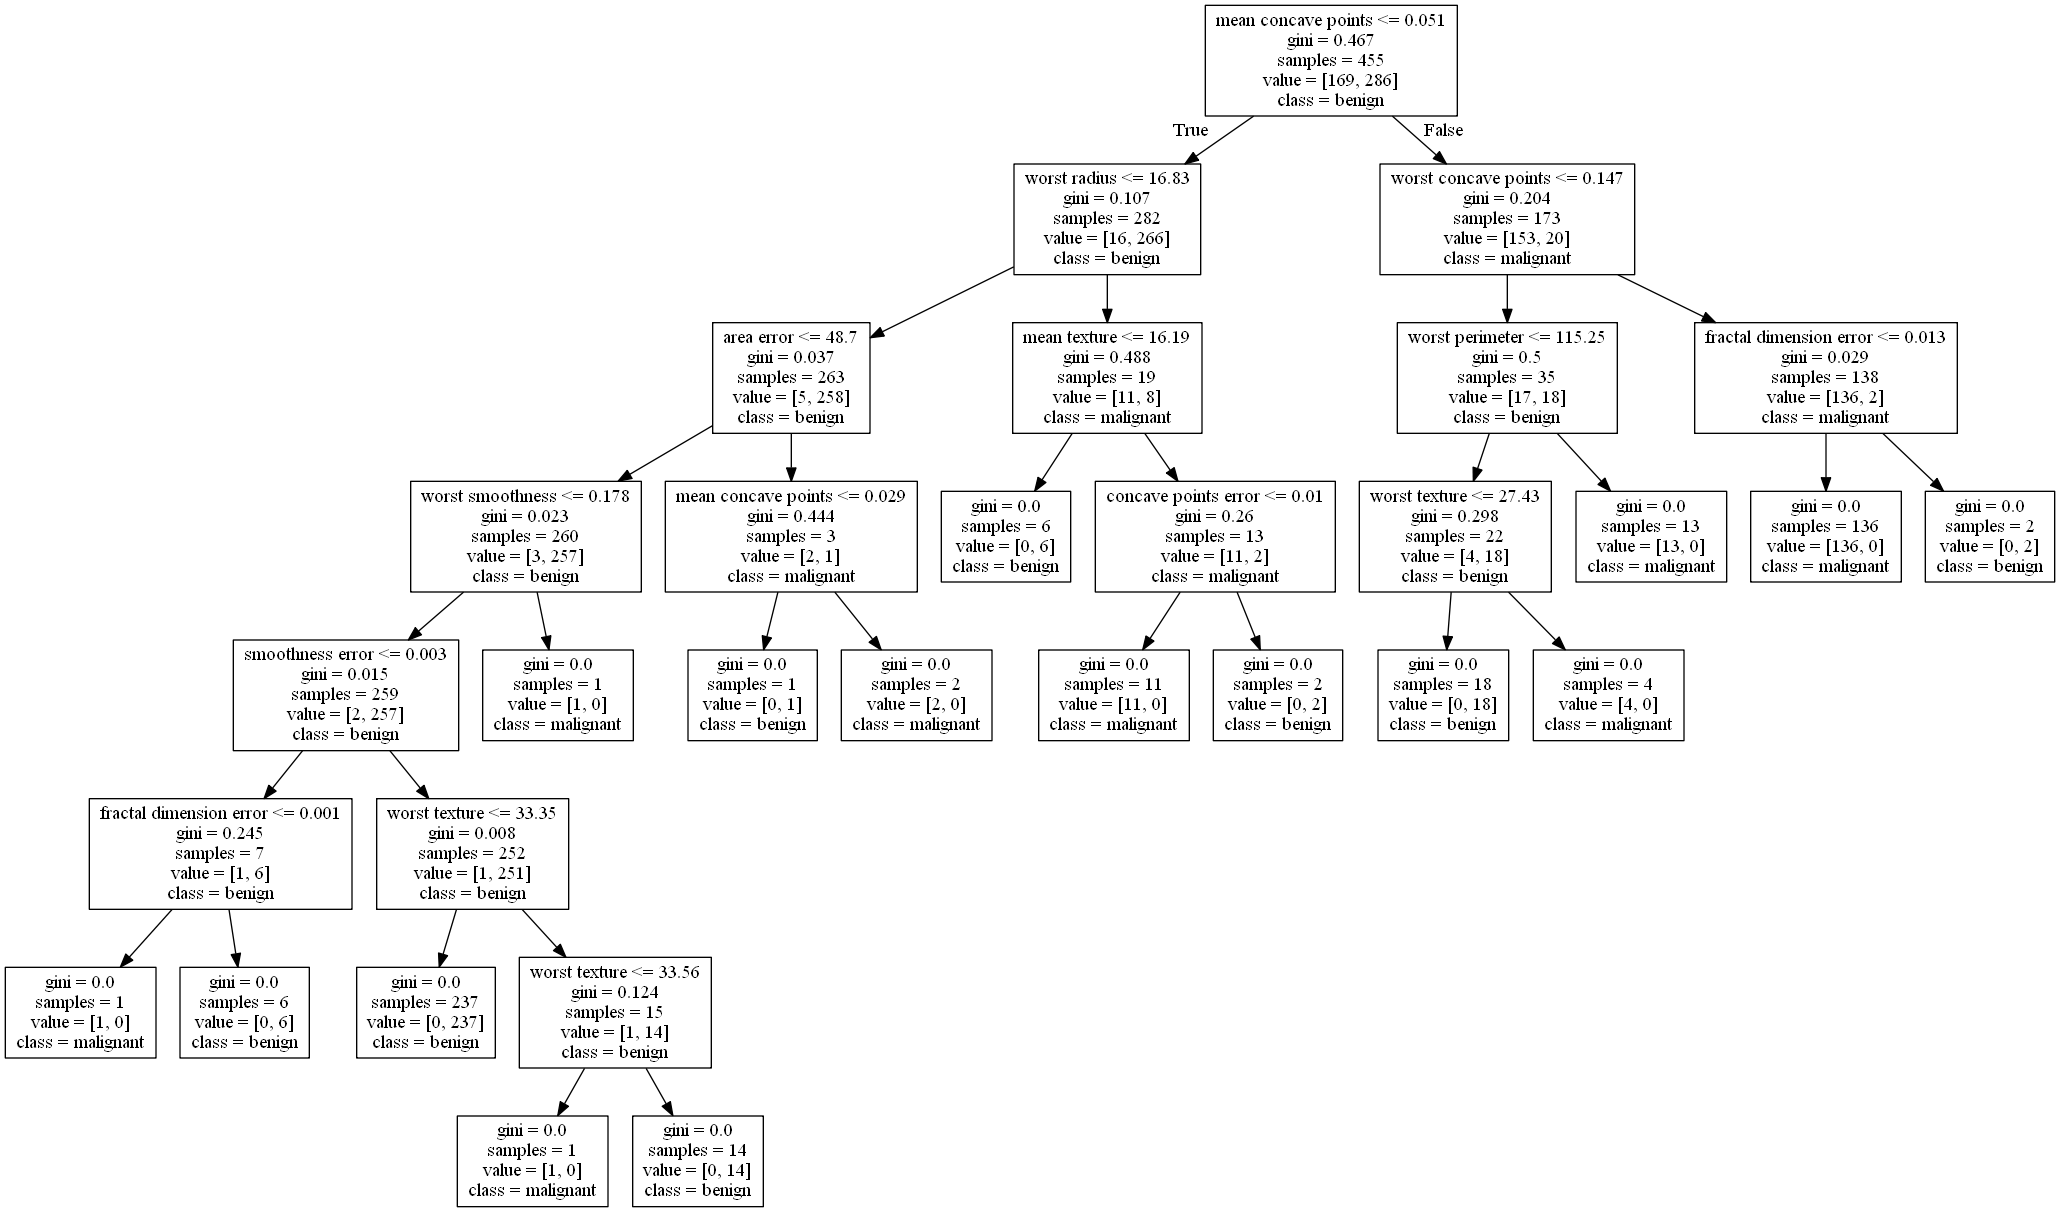 mean concave points <= 0.051
gini = 0.467
samples = 455
value = [169, 286]
class = benign
True
False
worst radius <= 16.83
gini = 0.107
samples = 282
value = [16, 266]
class = benign
worst concave points <= 0.147
gini = 0.204
samples = 173
value = [153, 20]
class = malignant
area error <= 48.7
gini = 0.037
samples = 263
value = [5, 258]
class = benign
mean texture <= 16.19
gini = 0.488
samples = 19
value = [11, 8]
class = malignant
worst perimeter <= 115.25
gini = 0.5
samples = 35
value = [17, 18]
class = benign
fractal dimension error <= 0.013
gini = 0.029
samples = 138
value = [136, 2]
class = malignant
worst smoothness <= 0.178
gini = 0.023
samples = 260
value = [3, 257]
class = benign
mean concave points <= 0.029
gini = 0.444
samples = 3
value = [2, 1]
class = malignant
gini = 0.0
samples = 6
value = [0, 6]
class = benign
concave points error <= 0.01
gini = 0.26
samples = 13
value = [11, 2]
class = malignant
worst texture <= 27.43
gini = 0.298
samples = 22
value = [4, 18]
class = benign
gini = 0.0
samples = 13
value = [13, 0]
class = malignant
gini = 0.0
samples = 136
value = [136, 0]
class = malignant
gini = 0.0
samples = 2
value = [0, 2]
class = benign
smoothness error <= 0.003
gini = 0.015
samples = 259
value = [2, 257]
class = benign
gini = 0.0
samples = 1
value = [1, 0]
class = malignant
gini = 0.0
samples = 1
value = [0, 1]
class = benign
gini = 0.0
samples = 2
value = [2, 0]
class = malignant
gini = 0.0
samples = 11
value = [11, 0]
class = malignant
gini = 0.0
samples = 2
value = [0, 2]
class = benign
gini = 0.0
samples = 18
value = [0, 18]
class = benign
gini = 0.0
samples = 4
value = [4, 0]
class = malignant
fractal dimension error <= 0.001
gini = 0.245
samples = 7
value = [1, 6]
class = benign
worst texture <= 33.35
gini = 0.008
samples = 252
value = [1, 251]
class = benign
gini = 0.0
samples = 1
value = [1, 0]
class = malignant
gini = 0.0
samples = 6
value = [0, 6]
class = benign
gini = 0.0
samples = 237
value = [0, 237]
class = benign
worst texture <= 33.56
gini = 0.124
samples = 15
value = [1, 14]
class = benign
gini = 0.0
samples = 1
value = [1, 0]
class = malignant
gini = 0.0
samples = 14
value = [0, 14]
class = benign